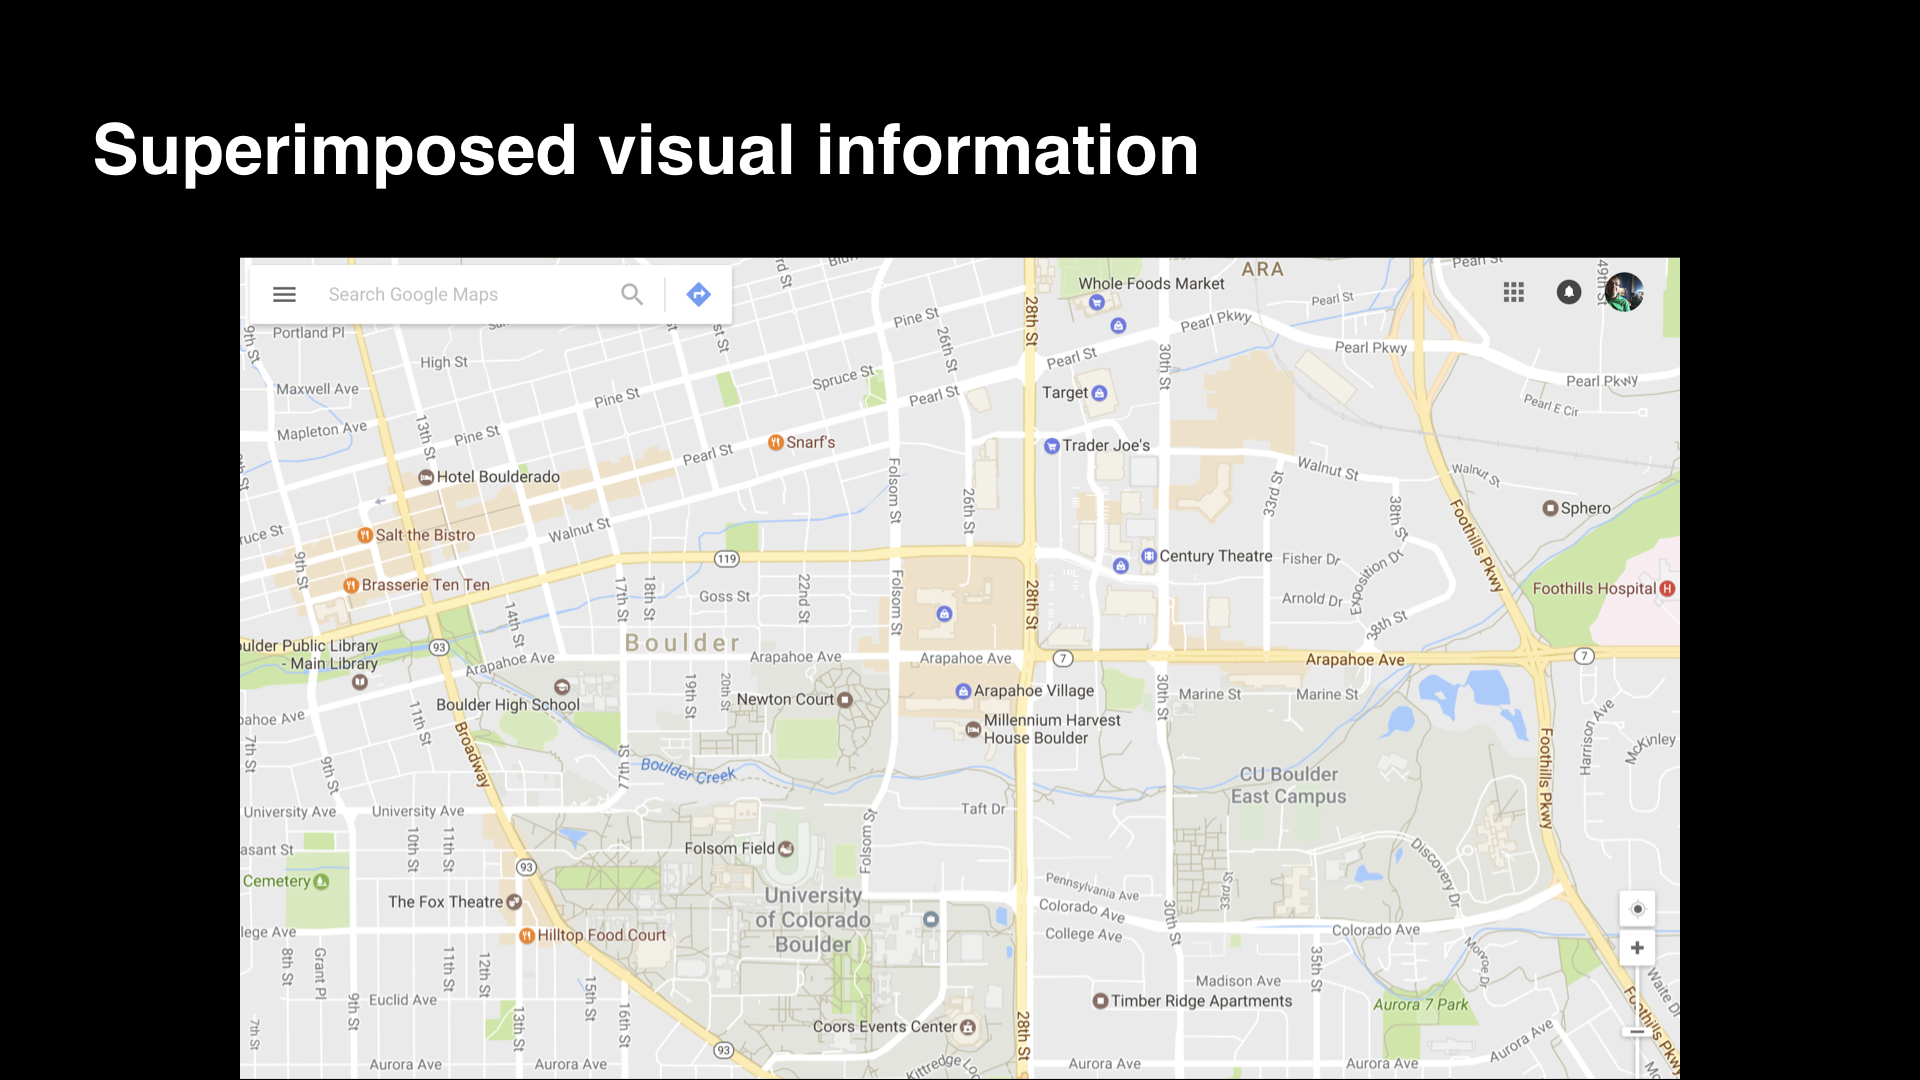 Superimposed visual information
Search Google Maps
Whole Foods Market
ARA
Pearl St
49th St
Portland Pl
9th St
High St
Pine St
26th St
28th St
Pearl Pkwy
Pearl St
Pearl Pkwy
Pearl St
30th St
Maxwell Ave
Spruce St
Pearl St
Target
Pearl Pkwy
Pearl E Cir
Pine St
Mapleton Ave
13th St
Pine St
Snarf's
Trader Joe's
Pearl St
Hotel Boulderado
Folsom St
26th St
33rd St
Walnut St
Walnut St
38th St
Sphero
Foothills Pkwy
Salt the Bistro
Walnut St
119
Century Theatre
Fisher Dr
Exposition Dr
9th St
Brasserie Ten Ten
17th St
18th St
Goss St
22nd St
Folsom St
28th St
Arnold Dr
38th St
Foothills Hospital
H
14th St
Boulder
93
ulder Public Library
- Main Library
Arapahoe Ave
Arapahoe Ave
Arapahoe Ave
7
Arapahoe Ave
7
Boulder High School
19th St
20th St
Newton Court
Arapahoe Village
30th St
Marine St
Marine St
pahoe Ave
11th St
Millennium Harvest
House Boulder
Harrison Ave
McKinley
7th St
9th St
Broadway
17th St
Boulder Creek
CU Boulder
East Campus
Foothills Pkwy
University Ave
University Ave
Taft Dr
asant St
10th St
11th St
Folsom Field
Folsom St
Discovery Dr
Cemetery
93
The Fox Theatre
University
of Colorado
Boulder
Pennsylvania Ave
Colorado Ave
33rd St
30th St
lege Ave
Hilltop Food Court
College Ave
Colorado Ave
Monroe Dr
8th St
Grant Pl
11th St
12th St
15th St
35th St
Madison Ave
Waite Dr
Euclid Ave
9th St
13th St
16th St
Timber Ridge Apartments
Aurora 7 Park
Foothills Pkwy
7th St
Coors Events Center
28th St
Aurora Ave
Aurora Ave
Aurora Ave
93
Aurora Ave
Aurora Ave